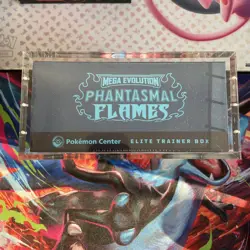 MEGA EVOLUTION
PHANTASMAL
FLAMES
Pokémon Center ELITE TRAINER BOX